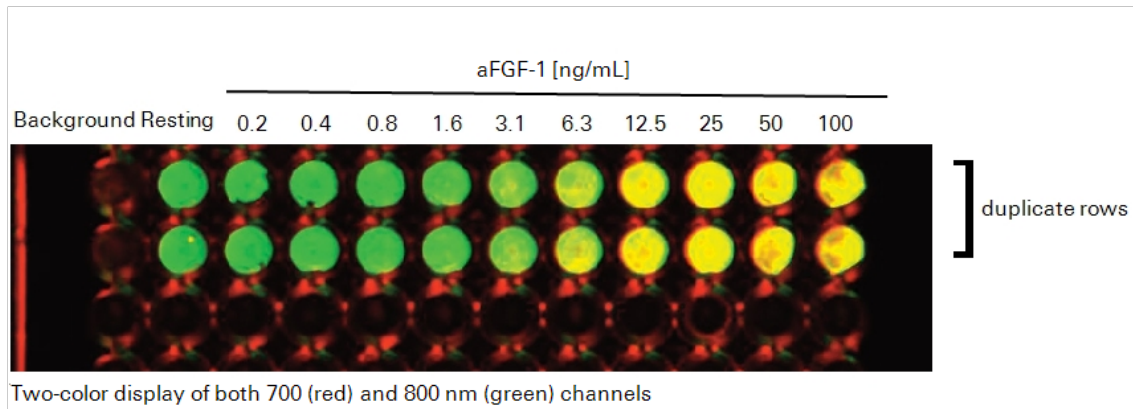 aFGF-1 [ng/mL]
Background Resting 0.2 0.4 0.8 1.6 3.1 6.3 12.5 25 50 100
duplicate rows
Two-color display of both 700 (red) and 800 nm (green) channels